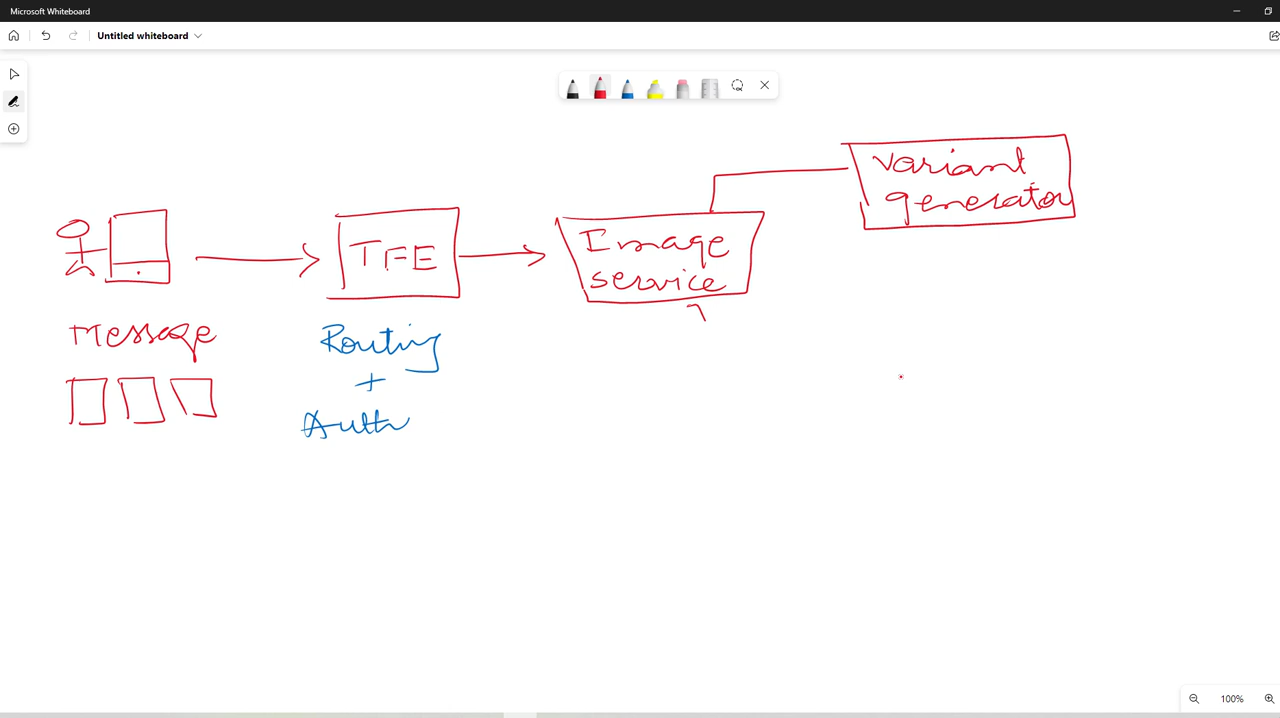 Microsoft Whiteboard
Untitled whiteboard
Variant
generator
TFE
Image
service
Message
Routing
+
Auth
100%